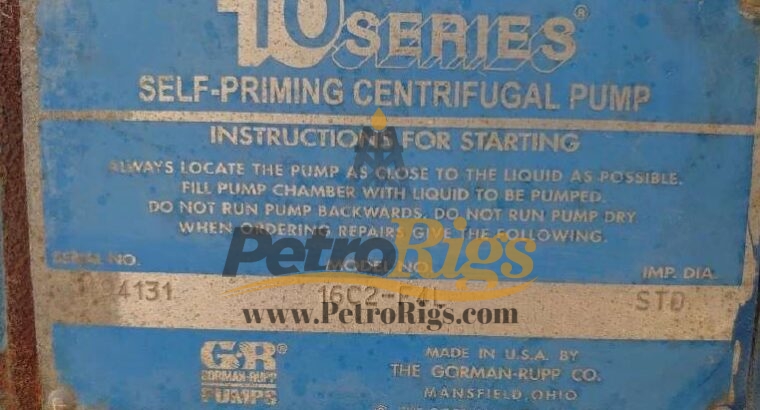 10 SERIES®
SELF-PRIMING CENTRIFUGAL PUMP
INSTRUCTIONS FOR STARTING
ALWAYS LOCATE THE PUMP AS CLOSE TO THE LIQUID AS POSSIBLE.
FILL PUMP CHAMBER WITH LIQUID TO BE PUMPED.
DO NOT RUN PUMP BACKWARDS. DO NOT RUN PUMP DRY
WHEN ORDERING REPAIRS GIVE THE FOLLOWING.
PetroRigs
SERIAL NO. MODEL NO. IMP. DIA.
94131 16C2-F4L STD
www.PetroRigs.com
G-R®
GORMAN-RUPP
PUMPS
MADE IN U.S.A. BY
THE GORMAN-RUPP CO.
MANSFIELD, OHIO